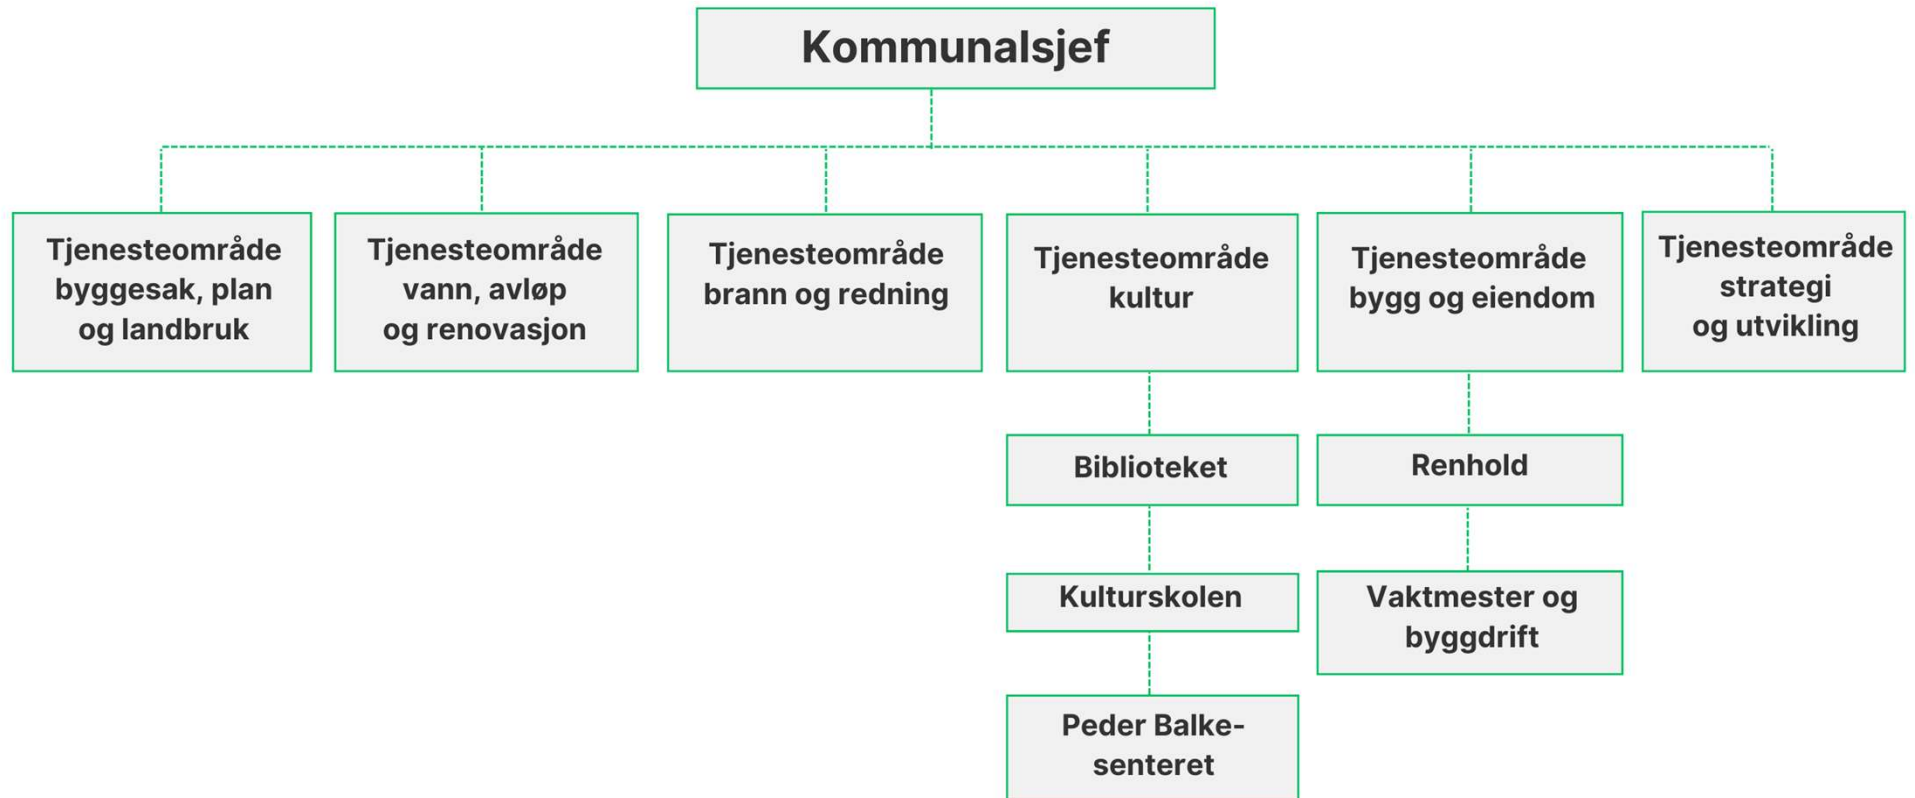 Kommunalsjef
Tjenesteområde
byggesak, plan
og landbruk
Tjenesteområde
vann, avløp
og renovasjon
Tjenesteområde
brann og redning
Tjenesteområde
kultur
Tjenesteområde
bygg og eiendom
Tjenesteområde
strategi
og utvikling
Biblioteket
Renhold
Kulturskolen
Vaktmester og
byggdrift
Peder Balke-
senteret